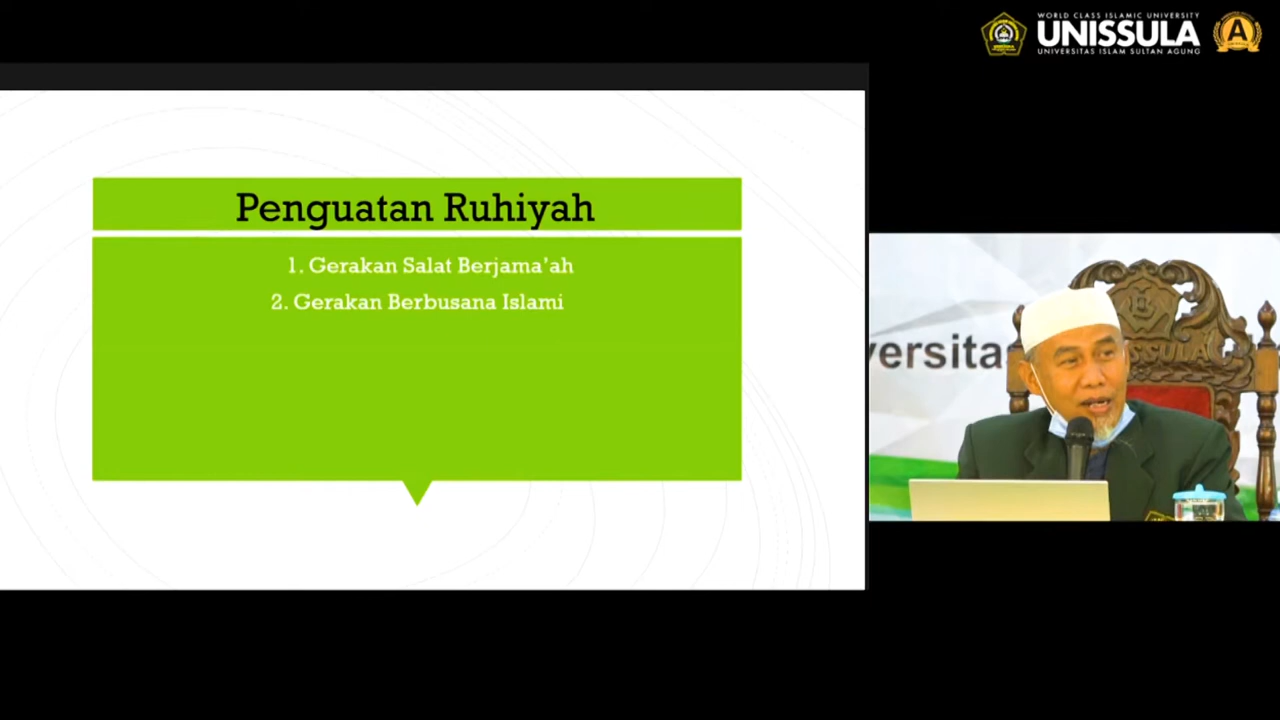 WORLD CLASS ISLAMIC UNIVERSITY
UNISSULA
UNIVERSITAS ISLAM SULTAN AGUNG
A
Penguatan Ruhiyah
1. Gerakan Salat Berjama'ah
2. Gerakan Berbusana Islami
versita
UNISSULA